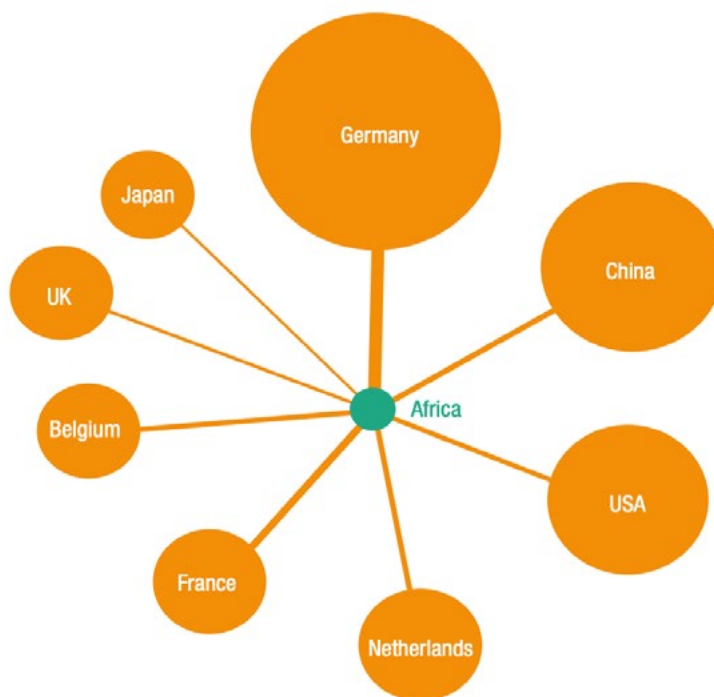 Germany
Japan
China
UK
Africa
Belgium
USA
France
Netherlands